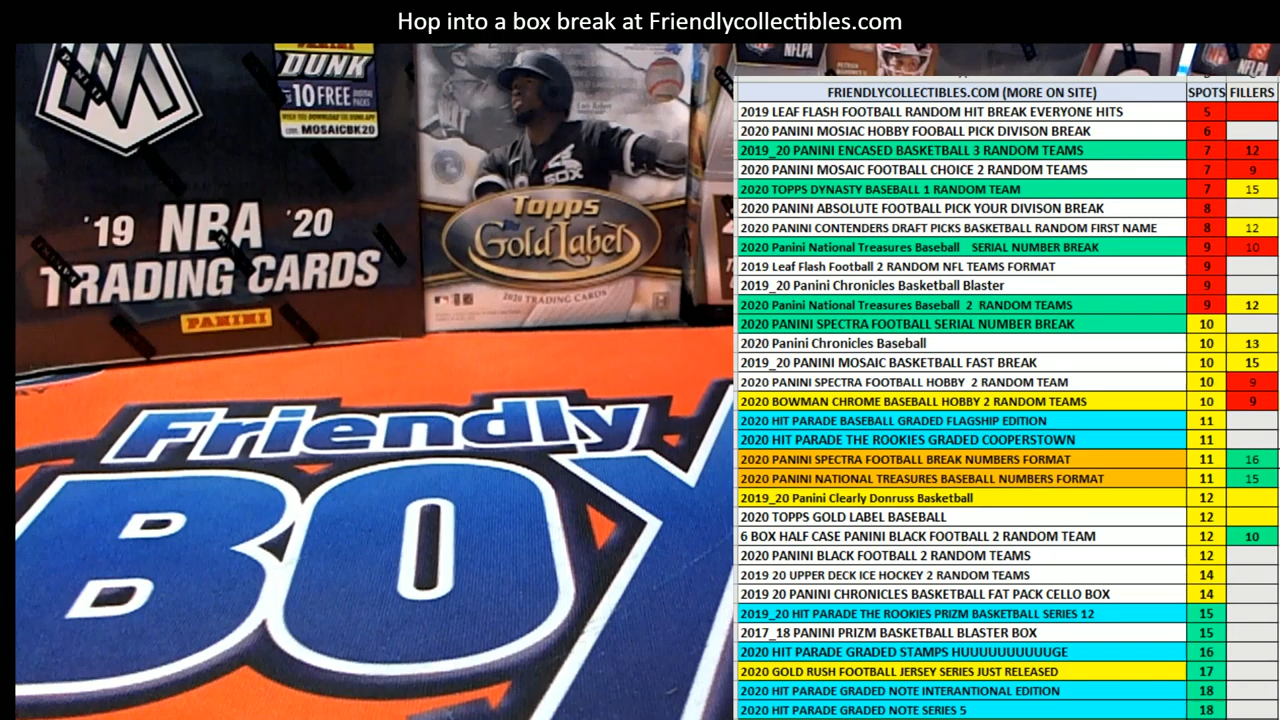 Hop into a box break at Friendlycollectibles.com
PANINI
DUNK
10 FREE DIGITAL PACKS
MOSAICBK20
'19 NBA '20
TRADING CARDS
PANINI
SOX
Topps
Gold Label
2020 TRADING CARDS
H
Friendly
BOX
NFLPA
NFL
NFLPA
FRIENDLYCOLLECTIBLES.COM (MORE ON SITE) SPOTS FILLERS
2019 LEAF FLASH FOOTBALL RANDOM HIT BREAK EVERYONE HITS 5
2020 PANINI MOSIAC HOBBY FOOBALL PICK DIVISON BREAK 6
2019_20 PANINI ENCASED BASKETBALL 3 RANDOM TEAMS 7 12
2020 PANINI MOSAIC FOOTBALL CHOICE 2 RANDOM TEAMS 7 9
2020 TOPPS DYNASTY BASEBALL 1 RANDOM TEAM 7 15
2020 PANINI ABSOLUTE FOOTBALL PICK YOUR DIVISON BREAK 8
2020 PANINI CONTENDERS DRAFT PICKS BASKETBALL RANDOM FIRST NAME 8 12
2020 Panini National Treasures Baseball SERIAL NUMBER BREAK 9 10
2019 Leaf Flash Football 2 RANDOM NFL TEAMS FORMAT 9
2019_20 Panini Chronicles Basketball Blaster 9
2020 Panini National Treasures Baseball 2 RANDOM TEAMS 9 12
2020 PANINI SPECTRA FOOTBALL SERIAL NUMBER BREAK 10
2020 Panini Chronicles Baseball 10 13
2019_20 PANINI MOSAIC BASKETBALL FAST BREAK 10 15
2020 PANINI SPECTRA FOOTBALL HOBBY 2 RANDOM TEAM 10 9
2020 BOWMAN CHROME BASEBALL HOBBY 2 RANDOM TEAMS 10 9
2020 HIT PARADE BASEBALL GRADED FLAGSHIP EDITION 11
2020 HIT PARADE THE ROOKIES GRADED COOPERSTOWN 11
2020 PANINI SPECTRA FOOTBALL BREAK NUMBERS FORMAT 11 16
2020 PANINI NATIONAL TREASURES BASEBALL NUMBERS FORMAT 11 15
2019_20 Panini Clearly Donruss Basketball 12
2020 TOPPS GOLD LABEL BASEBALL 12
6 BOX HALF CASE PANINI BLACK FOOTBALL 2 RANDOM TEAM 12 10
2020 PANINI BLACK FOOTBALL 2 RANDOM TEAMS 12
2019 20 UPPER DECK ICE HOCKEY 2 RANDOM TEAMS 14
2019 20 PANINI CHRONICLES BASKETBALL FAT PACK CELLO BOX 14
2019_20 HIT PARADE THE ROOKIES PRIZM BASKETBALL SERIES 12 15
2017_18 PANINI PRIZM BASKETBALL BLASTER BOX 15
2020 HIT PARADE GRADED STAMPS HUUUUUUUUUUGE 16
2020 GOLD RUSH FOOTBALL JERSEY SERIES JUST RELEASED 17
2020 HIT PARADE GRADED NOTE INTERANTIONAL EDITION 18
2020 HIT PARADE GRADED NOTE SERIES 5 18